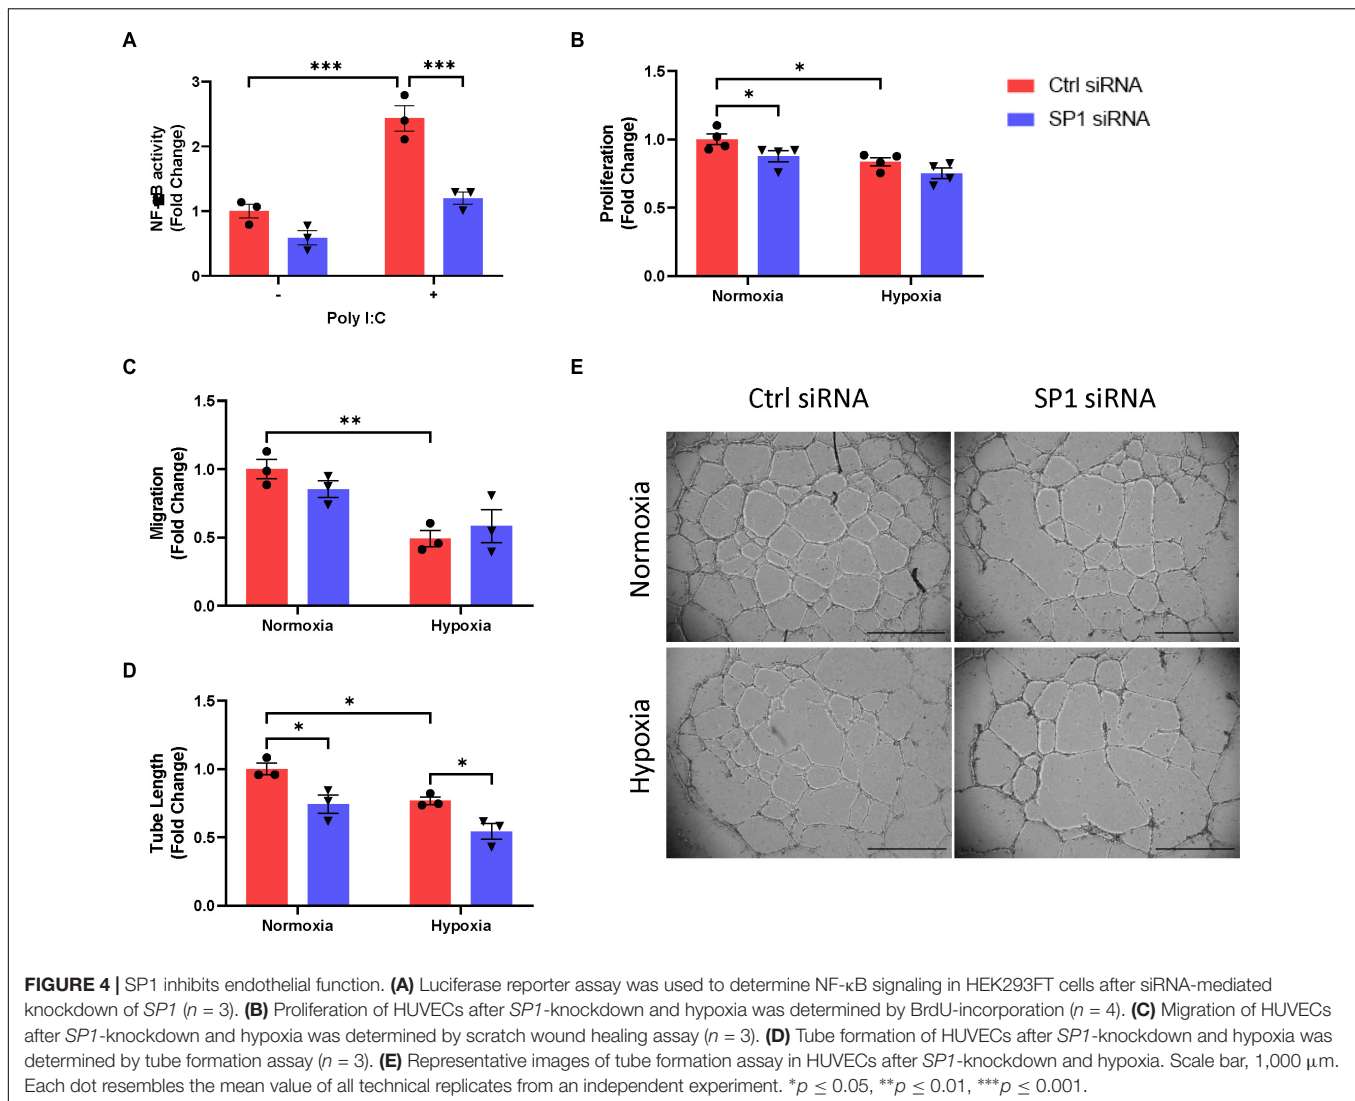 A
NF-κB activity
(Fold Change)
3
2
1
0
***
***
-
+
Poly I:C
B
Proliferation
(Fold Change)
1.5
1.0
0.5
0.0
*
*
Normoxia
Hypoxia
Ctrl siRNA
SP1 siRNA
C
Migration
(Fold Change)
1.5
1.0
0.5
0.0
**
Normoxia
Hypoxia
D
Tube Length
(Fold Change)
1.5
1.0
0.5
0.0
*
*
*
Normoxia
Hypoxia
E
Ctrl siRNA
SP1 siRNA
Normoxia
Hypoxia
FIGURE 4 | SP1 inhibits endothelial function. (A) Luciferase reporter assay was used to determine NF-κB signaling in HEK293FT cells after siRNA-mediated
knockdown of SP1 (n = 3). (B) Proliferation of HUVECs after SP1-knockdown and hypoxia was determined by BrdU-incorporation (n = 4). (C) Migration of HUVECs
after SP1-knockdown and hypoxia was determined by scratch wound healing assay (n = 3). (D) Tube formation of HUVECs after SP1-knockdown and hypoxia was
determined by tube formation assay (n = 3). (E) Representative images of tube formation assay in HUVECs after SP1-knockdown and hypoxia. Scale bar, 1,000 μm.
Each dot resembles the mean value of all technical replicates from an independent experiment. *p ≤ 0.05, **p ≤ 0.01, ***p ≤ 0.001.